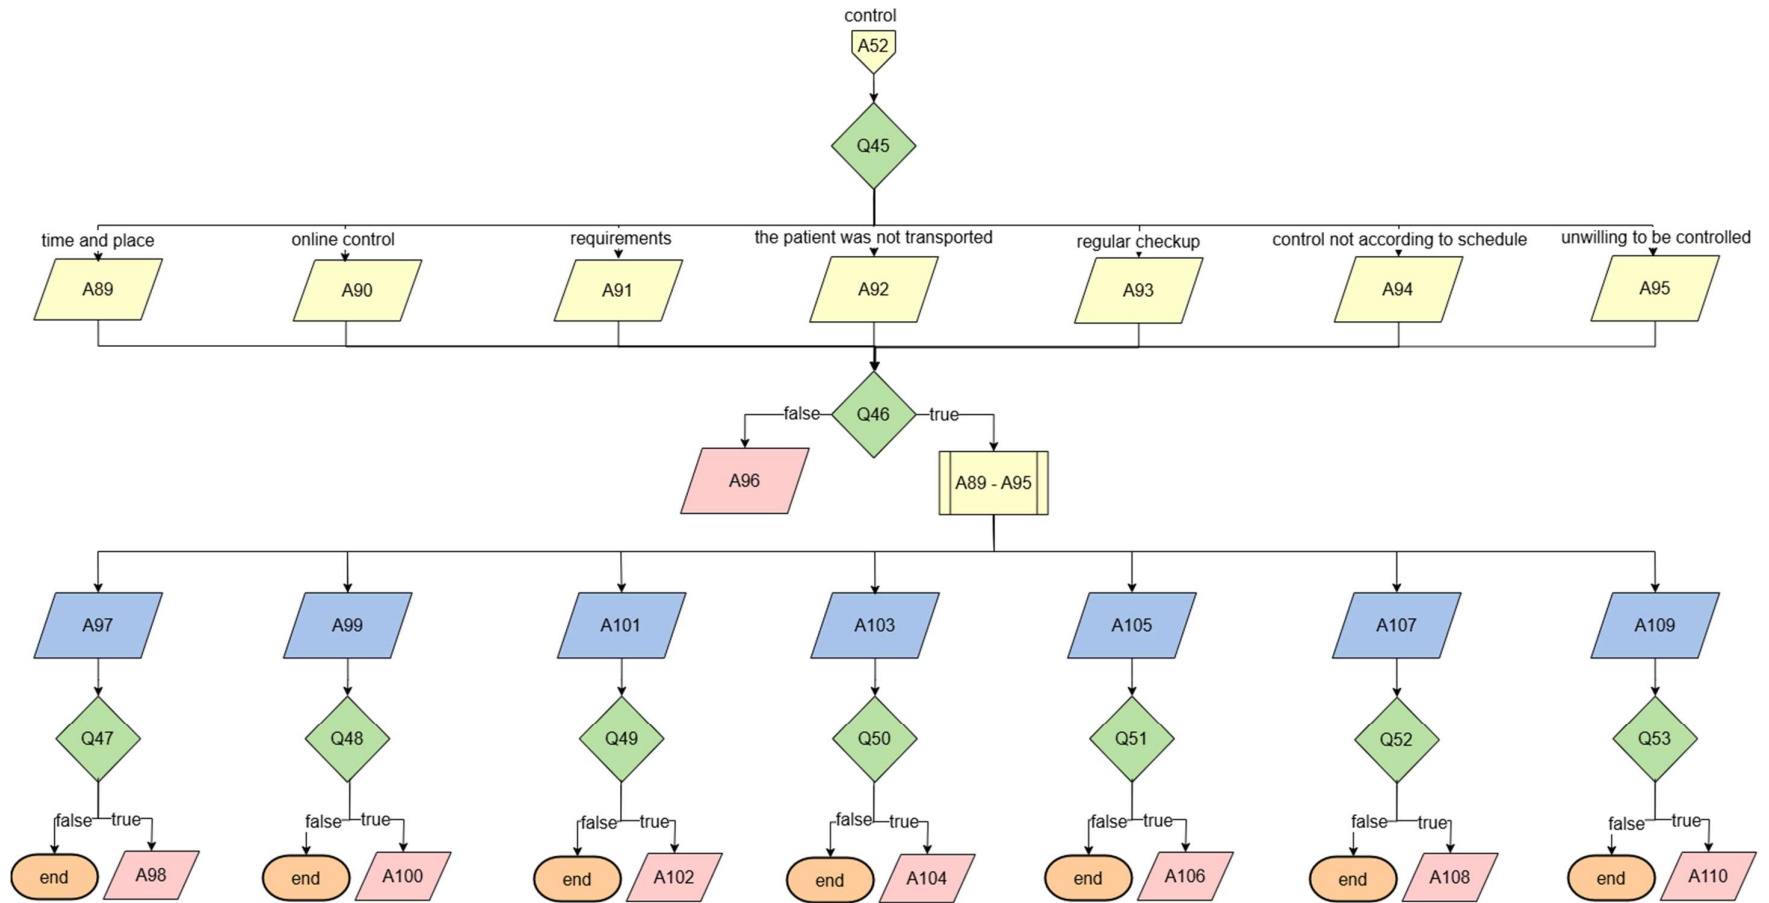 control
A52
Q45
time and place
online control
requirements
the patient was not transported
regular checkup
control not according to schedule
unwilling to be controlled
A89
A90
A91
A92
A93
A94
A95
false
Q46
true
A96
A89 - A95
A97
A99
A101
A103
A105
A107
A109
Q47
Q48
Q49
Q50
Q51
Q52
Q53
false
true
false
true
false
true
false
true
false
true
false
true
false
true
end
A98
end
A100
end
A102
end
A104
end
A106
end
A108
end
A110